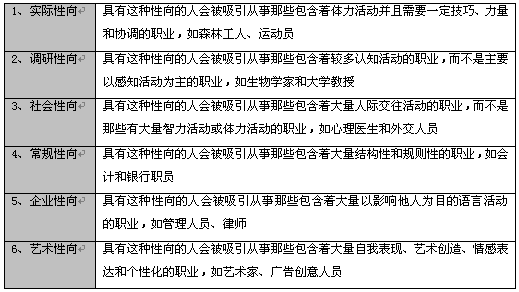 1、实际性向 具有这种性向的人会被吸引从事那些包含着体力活动并且需要一定技巧、力量
和协调的职业，如森林工人、运动员
2、调研性向 具有这种性向的人会被吸引从事那些包含着较多认知活动的职业，而不是主要
以感知活动为主的职业，如生物学家和大学教授
3、社会性向 具有这种性向的人会被吸引从事那些包含着大量人际交往活动的职业，而不是
那些有大量智力活动或体力活动的职业，如心理医生和外交人员
4、常规性向 具有这种性向的人会被吸引从事那些包含着大量结构性和规则性的职业，如会
计和银行职员
5、企业性向 具有这种性向的人会被吸引从事那些包含着大量以影响他人为目的语言活动
的职业，如管理人员、律师
6、艺术性向 具有这种性向的人会被吸引从事那些包含着大量自我表现、艺术创造、情感表
达和个性化的职业，如艺术家、广告创意人员